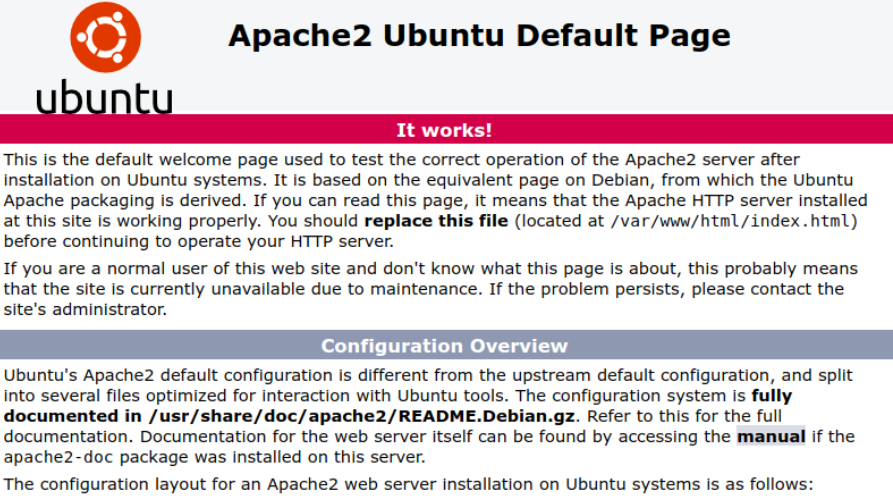 Apache2 Ubuntu Default Page
ubuntu
It works!
This is the default welcome page used to test the correct operation of the Apache2 server after
installation on Ubuntu systems. It is based on the equivalent page on Debian, from which the Ubuntu
Apache packaging is derived. If you can read this page, it means that the Apache HTTP server installed
at this site is working properly. You should replace this file (located at /var/www/html/index.html)
before continuing to operate your HTTP server.
If you are a normal user of this web site and don't know what this page is about, this probably means
that the site is currently unavailable due to maintenance. If the problem persists, please contact the
site's administrator.
Configuration Overview
Ubuntu's Apache2 default configuration is different from the upstream default configuration, and split
into several files optimized for interaction with Ubuntu tools. The configuration system is fully
documented in /usr/share/doc/apache2/README.Debian.gz. Refer to this for the full
documentation. Documentation for the web server itself can be found by accessing the manual if the
apache2-doc package was installed on this server.
The configuration layout for an Apache2 web server installation on Ubuntu systems is as follows: